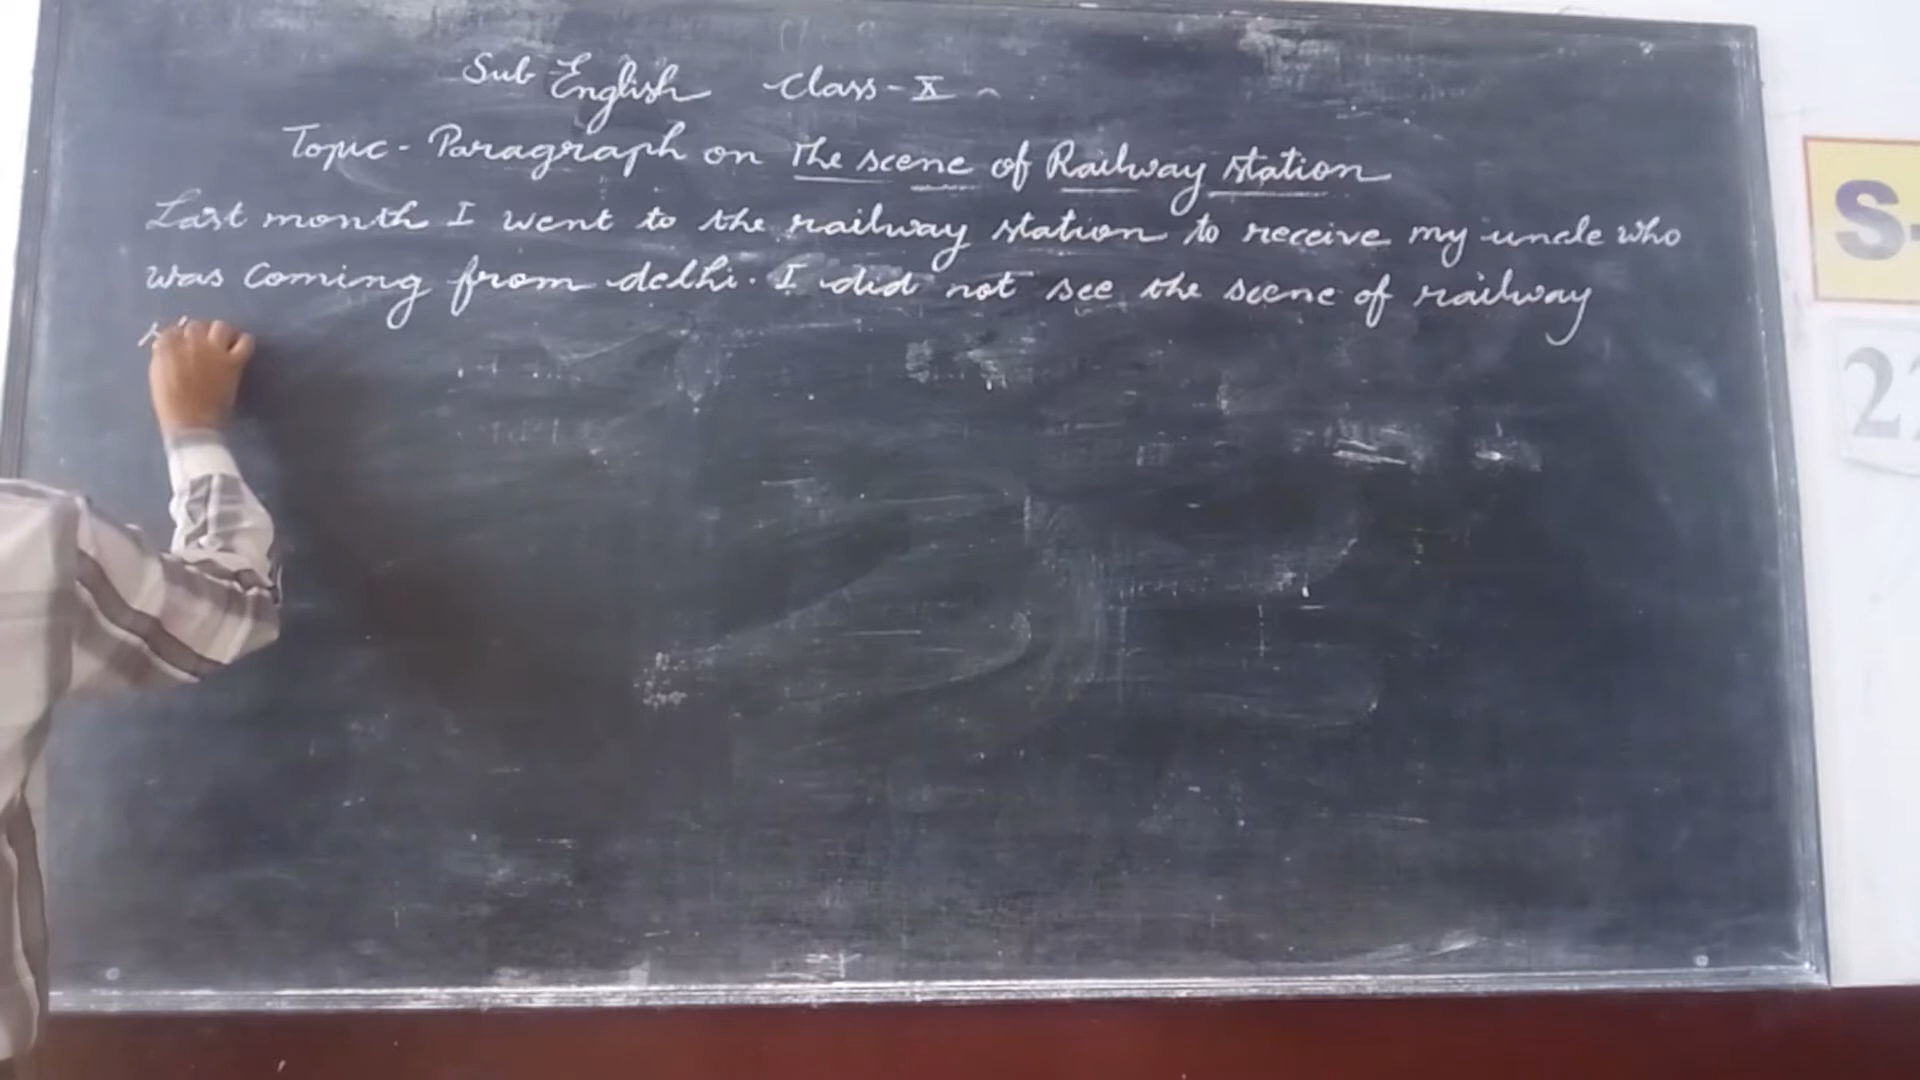 Sub English Class - X
Topic - Paragraph on the scene of Railway station
Last month I went to the railway station to receive my uncle who
was coming from delhi. I did not see the scene of railway
S-
22